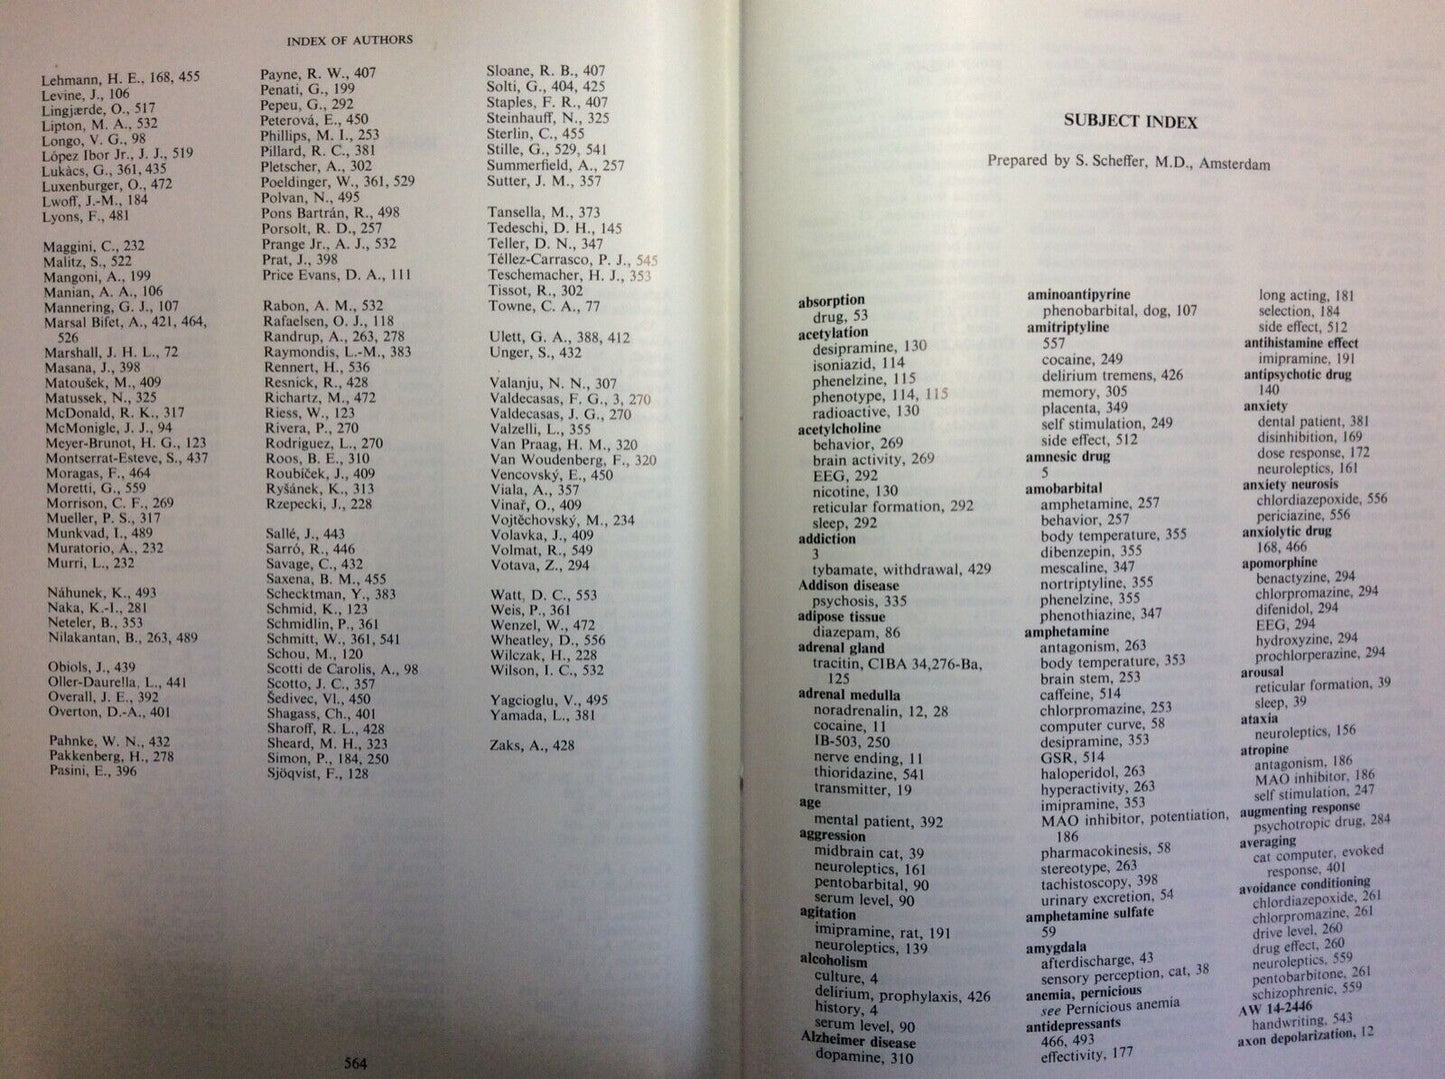 INDEX OF AUTHORS
Lehmann, H. E., 168, 455
Levine, J., 106
Lingjærde, O., 517
Lipton, M. A., 532
Longo, V. G., 98
López Ibor Jr., J. J., 519
Lukács, G., 361, 435
Luxenburger, O., 472
Lwoff, J.-M., 184
Lyons, F., 481
Maggini, C., 232
Malitz, S., 522
Mangoni, A., 199
Manian, A. A., 106
Mannering, G. J., 107
Marsal Bifet, A., 421, 464,
526
Marshall, J. H. L., 72
Masana, J., 398
Matoušek, M., 409
Matussek, N., 325
McDonald, R. K., 317
McMonigle, J. J., 94
Meyer-Brunot, H. G., 123
Montserrat-Esteve, S., 437
Moragas, F., 464
Moretti, G., 559
Morrison, C. F., 269
Mueller, P. S., 317
Munkvad, I., 489
Muratorio, A., 232
Murri, L., 232
Náhunek, K., 493
Naka, K.-I., 281
Neteler, B., 353
Nilakantan, B., 263, 489
Obiols, J., 439
Oller-Daurella, L., 441
Overall, J. E., 392
Overton, D.-A., 401
Pahnke, W. N., 432
Pakkenberg, H., 278
Pasini, E., 396
Payne, R. W., 407
Penati, G., 199
Pepeu, G., 292
Peterová, E., 450
Phillips, M. I., 253
Pillard, R. C., 381
Pletscher, A., 302
Poeldinger, W., 361, 529
Polvan, N., 495
Pons Bartrán, R., 498
Porsolt, R. D., 257
Prange Jr., A. J., 532
Prat, J., 398
Price Evans, D. A., 111
Rabon, A. M., 532
Rafaelsen, O. J., 118
Randrup, A., 263, 278
Raymondis, L.-M., 383
Rennert, H., 536
Resnick, R., 428
Richartz, M., 472
Riess, W., 123
Rivera, P., 270
Rodríguez, L., 270
Roos, B. E., 310
Roubíček, J., 409
Ryšánek, K., 313
Rzepecki, J., 228
Sallé, J., 443
Sarró, R., 446
Savage, C., 432
Saxena, B. M., 455
Schecktman, Y., 383
Schmid, K., 123
Schmidlin, P., 361
Schmitt, W., 361, 541
Schou, M., 120
Scotti de Carolis, A., 98
Scotto, J. C., 357
Šedivec, Vl., 450
Shagass, Ch., 401
Sharoff, R. L., 428
Sheard, M. H., 323
Simon, P., 184, 250
Sjöqvist, F., 128
Sloane, R. B., 407
Solti, G., 404, 425
Staples, F. R., 407
Steinhauff, N., 325
Sterlin, C., 455
Stille, G., 529, 541
Summerfield, A., 257
Sutter, J. M., 357
Tansella, M., 373
Tedeschi, D. H., 145
Teller, D. N., 347
Téllez-Carrasco, P. J., 545
Teschemacher, H. J., 353
Tissot, R., 302
Towne, C. A., 77
Ulett, G. A., 388, 412
Unger, S., 432
Valanju, N. N., 307
Valdecasas, F. G., 3, 270
Valdecasas, J. G., 270
Valzelli, L., 355
Van Praag, H. M., 320
Van Woudenberg, F., 320
Vencovský, E., 450
Viala, A., 357
Vinař, O., 409
Vojtěchovský, M., 234
Volavka, J., 409
Volmat, R., 549
Votava, Z., 294
Watt, D. C., 553
Weis, P., 361
Wenzel, W., 472
Wheatley, D., 556
Wilczak, H., 228
Wilson, I. C., 532
Yagcioglu, V., 495
Yamada, L., 381
Zaks, A., 428
564
SUBJECT INDEX
Prepared by S. Scheffer, M.D., Amsterdam
absorption
drug, 53
acetylation
desipramine, 130
isoniazid, 114
phenelzine, 115
phenotype, 114, 115
radioactive, 130
acetylcholine
behavior, 269
brain activity, 269
EEG, 292
nicotine, 130
reticular formation, 292
sleep, 292
addiction
3
tybamate, withdrawal, 429
Addison disease
psychosis, 335
adipose tissue
diazepam, 86
adrenal gland
tracitin, CIBA 34,276-Ba,
125
adrenal medulla
noradrenalin, 12, 28
cocaine, 11
IB-503, 250
nerve ending, 11
thioridazine, 541
transmitter, 19
age
mental patient, 392
aggression
midbrain cat, 39
neuroleptics, 161
pentobarbital, 90
serum level, 90
agitation
imipramine, rat, 191
neuroleptics, 139
alcoholism
culture, 4
delirium, prophylaxis, 426
history, 4
serum level, 90
Alzheimer disease
dopamine, 310
aminoantipyrine
phenobarbital, dog, 107
amitriptyline
557
cocaine, 249
delirium tremens, 426
memory, 305
placenta, 349
self stimulation, 249
side effect, 512
amnesic drug
5
amobarbital
amphetamine, 257
behavior, 257
body temperature, 355
dibenzepin, 355
mescaline, 347
nortriptyline, 355
phenelzine, 355
phenothiazine, 347
amphetamine
antagonism, 263
body temperature, 353
brain stem, 253
caffeine, 514
chlorpromazine, 253
computer curve, 58
desipramine, 353
GSR, 514
haloperidol, 263
hyperactivity, 263
imipramine, 353
MAO inhibitor, potentiation,
186
pharmacokinesis, 58
stereotype, 263
tachistoscopy, 398
urinary excretion, 54
amphetamine sulfate
59
amygdala
afterdischarge, 43
sensory perception, cat, 38
anemia, pernicious
see Pernicious anemia
antidepressants
466, 493
effectivity, 177
long acting, 181
selection, 184
side effect, 512
antihistamine effect
imipramine, 191
antipsychotic drug
140
anxiety
dental patient, 381
disinhibition, 169
dose response, 172
neuroleptics, 161
anxiety neurosis
chlordiazepoxide, 556
periciazine, 556
anxiolytic drug
168, 466
apomorphine
benactyzine, 294
chlorpromazine, 294
difenidol, 294
EEG, 294
hydroxyzine, 294
prochlorperazine, 294
arousal
reticular formation, 39
sleep, 39
ataxia
neuroleptics, 156
atropine
antagonism, 186
MAO inhibitor, 186
self stimulation, 247
augmenting response
psychotropic drug, 284
averaging
cat computer, evoked
response, 401
avoidance conditioning
chlordiazepoxide, 261
chlorpromazine, 261
drive level, 260
drug effect, 260
neuroleptics, 559
pentobarbitone, 261
schizophrenic, 559
AW 14-2446
handwriting, 543
axon depolarization, 12